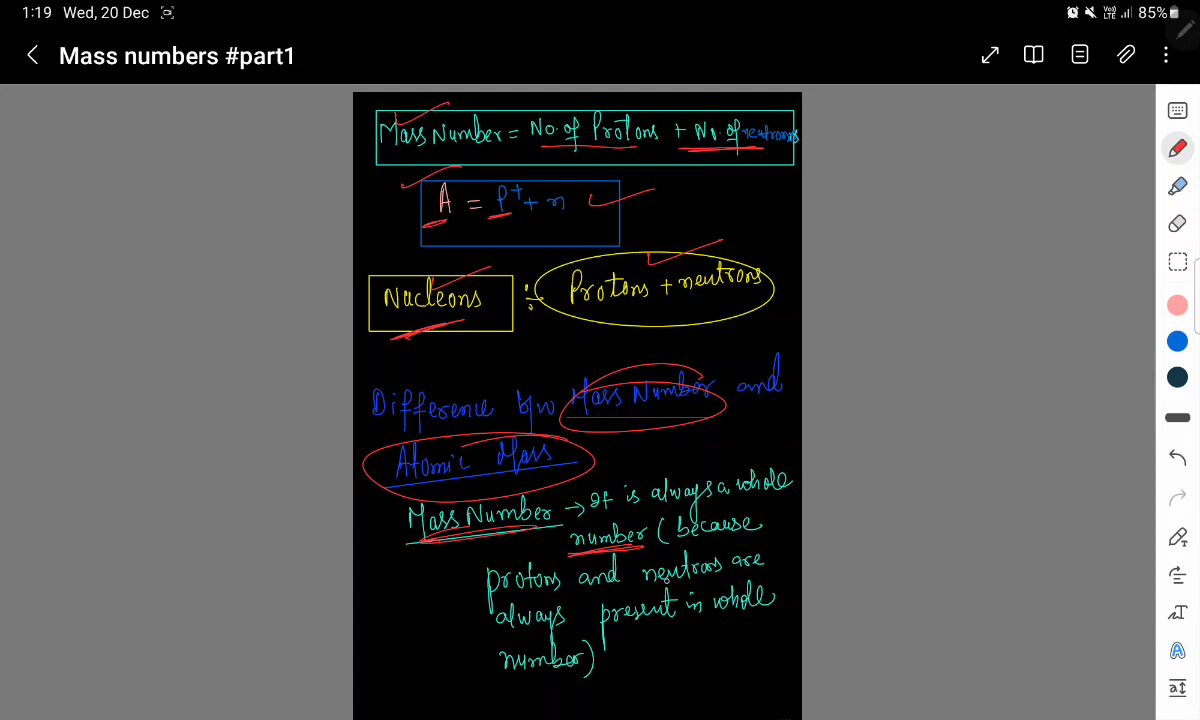 1:19 Wed, 20 Dec
Vo)) LTE 85%
Mass numbers #part1
Mass Number = No. of Protons + No. of neutrons
A = P+ + n
Nucleons ÷ Protons + neutrons
Difference b/w Mass Number and
Atomic Mass
Mass Number → It is always a whole
number (because
protons and neutrons are
always present in whole
number)